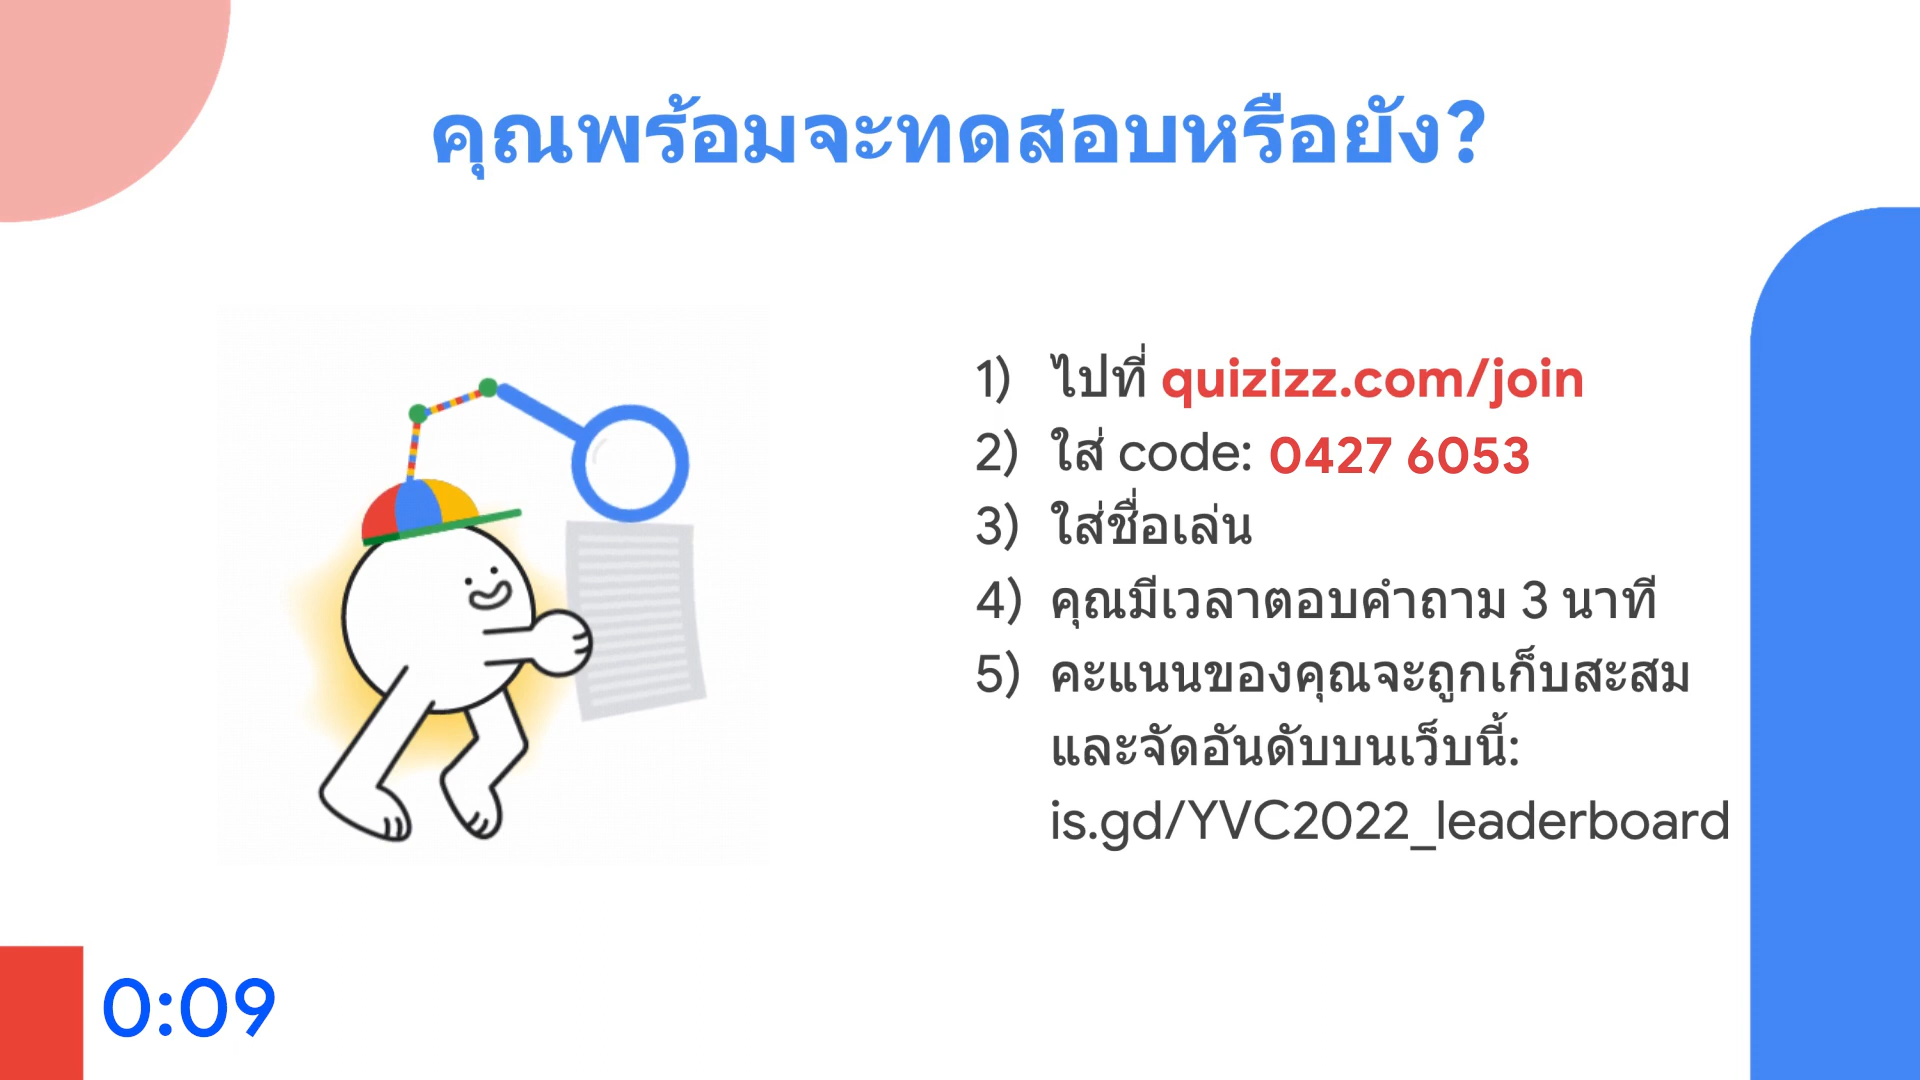 คุณพร้อมจะทดสอบหรือยัง?
1) ไปที่ quizizz.com/join
2) ใส่ code: 0427 6053
3) ใส่ชื่อเล่น
4) คุณมีเวลาตอบคำถาม 3 นาที
5) คะแนนของคุณจะถูกเก็บสะสม
และจัดอันดับบนเว็บนี้:
is.gd/YVC2022_leaderboard
0:09